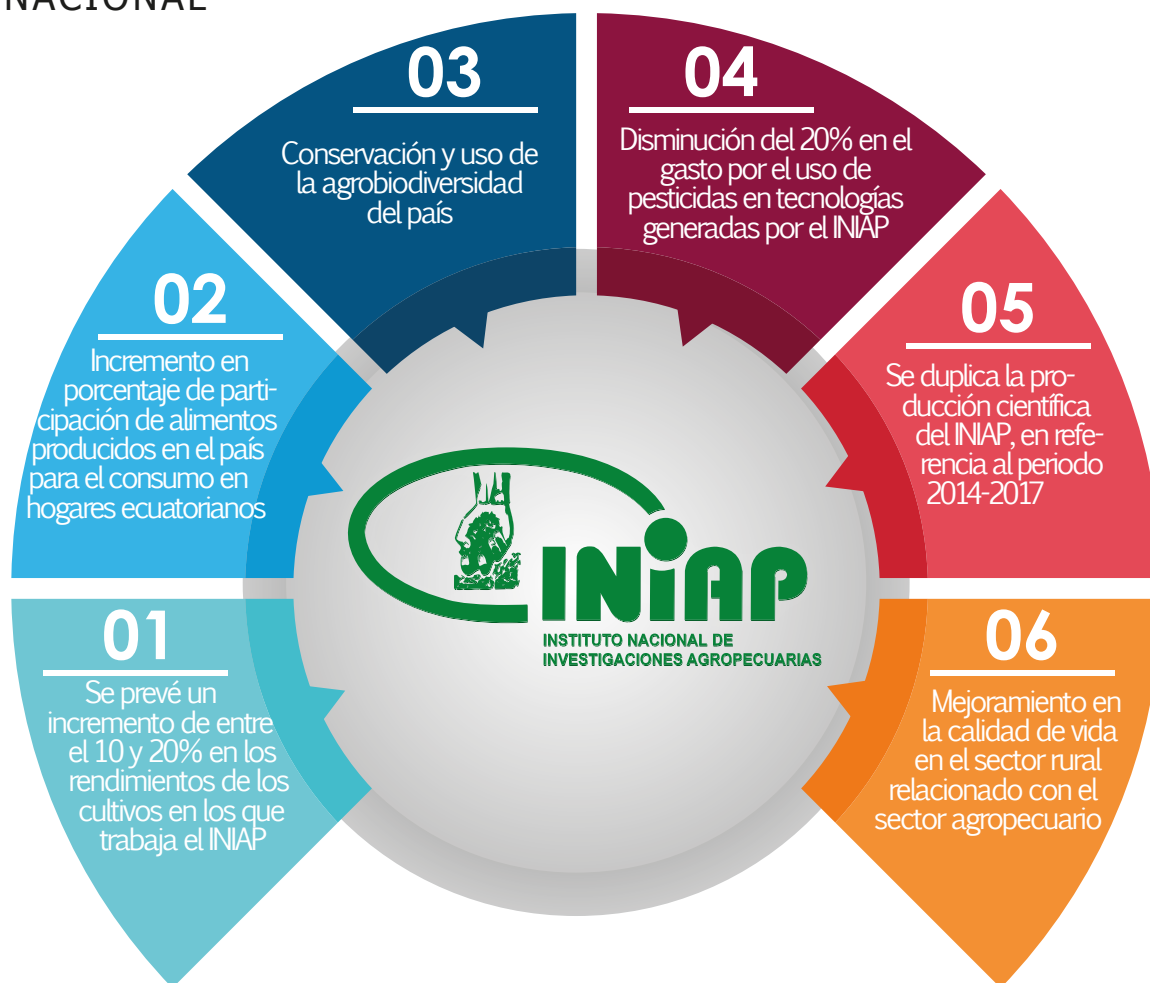 NACIONAL
01
Se prevé un
incremento de entre
el 10 y 20% en los
rendimientos de los
cultivos en los que
trabaja el INIAP
02
Incremento en
porcentaje de parti-
cipación de alimentos
producidos en el país
para el consumo en
hogares ecuatorianos
03
Conservación y uso de
la agrobiodiversidad
del país
04
Disminución del 20% en el
gasto por el uso de
pesticidas en tecnologías
generadas por el INIAP
05
Se duplica la pro-
ducción científica
del INIAP, en refe-
rencia al periodo
2014-2017
06
Mejoramiento en
la calidad de vida
en el sector rural
relacionado con el
sector agropecuario
INiAP
INSTITUTO NACIONAL DE
INVESTIGACIONES AGROPECUARIAS